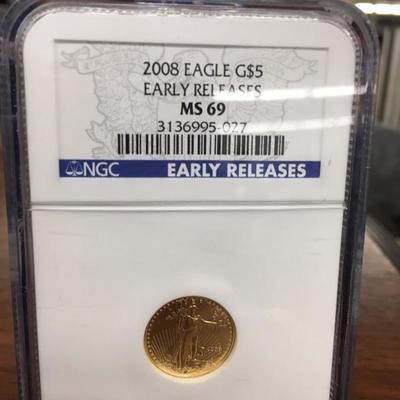 2008 EAGLE G$5
EARLY RELEASES
MS 69
3136995-027
NGC EARLY RELEASES